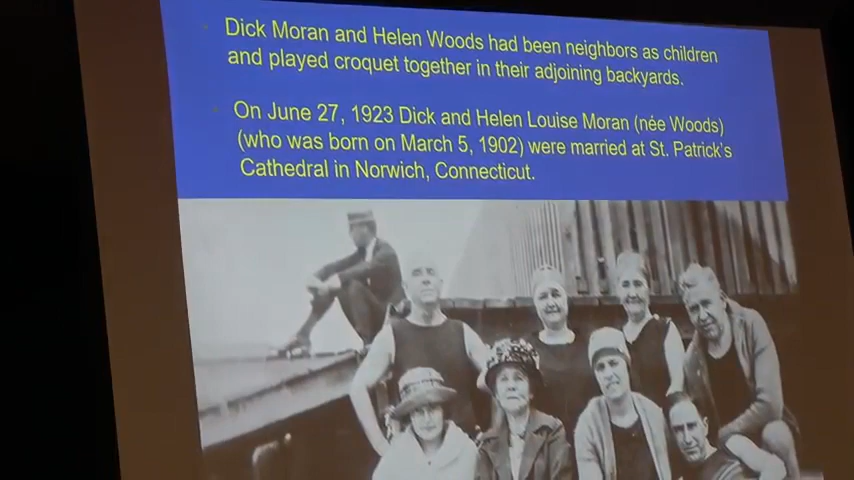 Dick Moran and Helen Woods had been neighbors as children
and played croquet together in their adjoining backyards.
On June 27, 1923 Dick and Helen Louise Moran (née Woods)
(who was born on March 5, 1902) were married at St. Patrick's
Cathedral in Norwich, Connecticut.